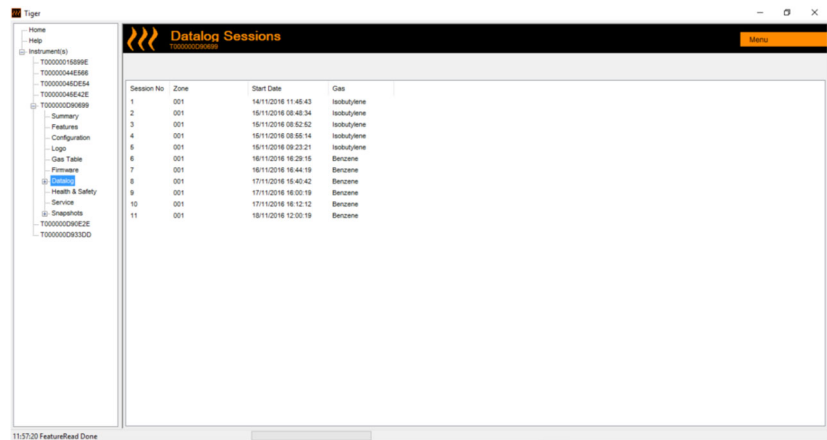 Tiger
Home
Help
Instrument(s)
T00000015899E
T00000044E566
T00000045DE54
T00000045E42E
T000000D90699
Summary
Features
Configuration
Logo
Gas Table
Firmware
Datalog
Health & Safety
Service
Snapshots
T000000D90E2E
T000000D933DD
Datalog Sessions
T000000D90699
Menu
Session No Zone Start Date Gas
1 001 14/11/2016 11:45:43 Isobutylene
2 001 15/11/2016 08:48:34 Isobutylene
3 001 15/11/2016 08:52:52 Isobutylene
4 001 15/11/2016 08:55:14 Isobutylene
5 001 15/11/2016 09:23:21 Isobutylene
6 001 16/11/2016 16:29:15 Benzene
7 001 16/11/2016 16:44:19 Benzene
8 001 17/11/2016 15:40:42 Benzene
9 001 17/11/2016 16:00:19 Benzene
10 001 17/11/2016 16:12:12 Benzene
11 001 18/11/2016 12:00:19 Benzene
11:57:20 FeatureRead Done